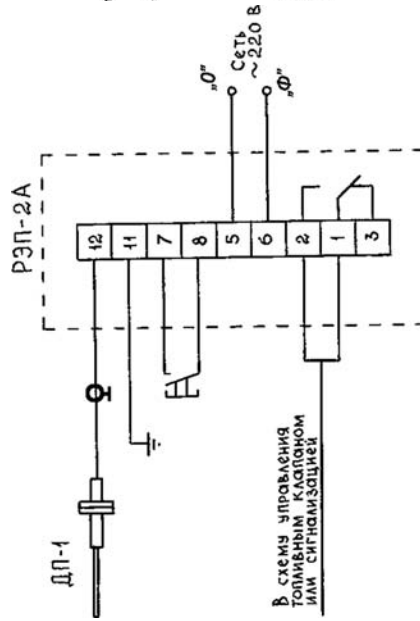 РЭП-2А
ДП-1
12
11
7
8
5
6
2
1
3
„0"
Сеть
~220 В
„Ф"
В схему управления
топливным клапаном
или сигнализацией